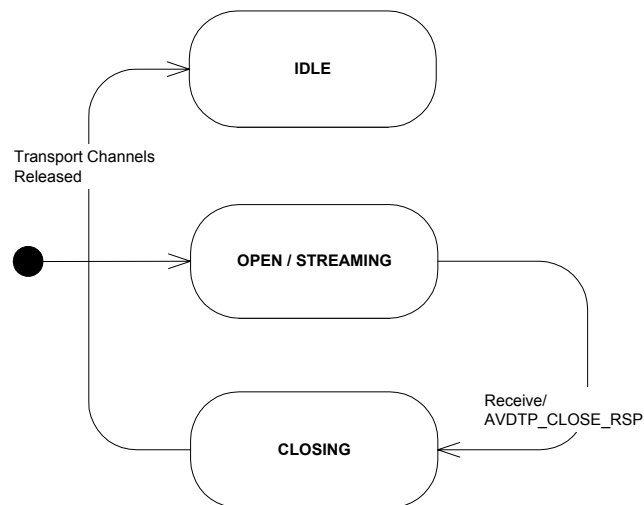 IDLE
Transport Channels
Released
OPEN / STREAMING
Receive/
AVDTP_CLOSE_RSP
CLOSING